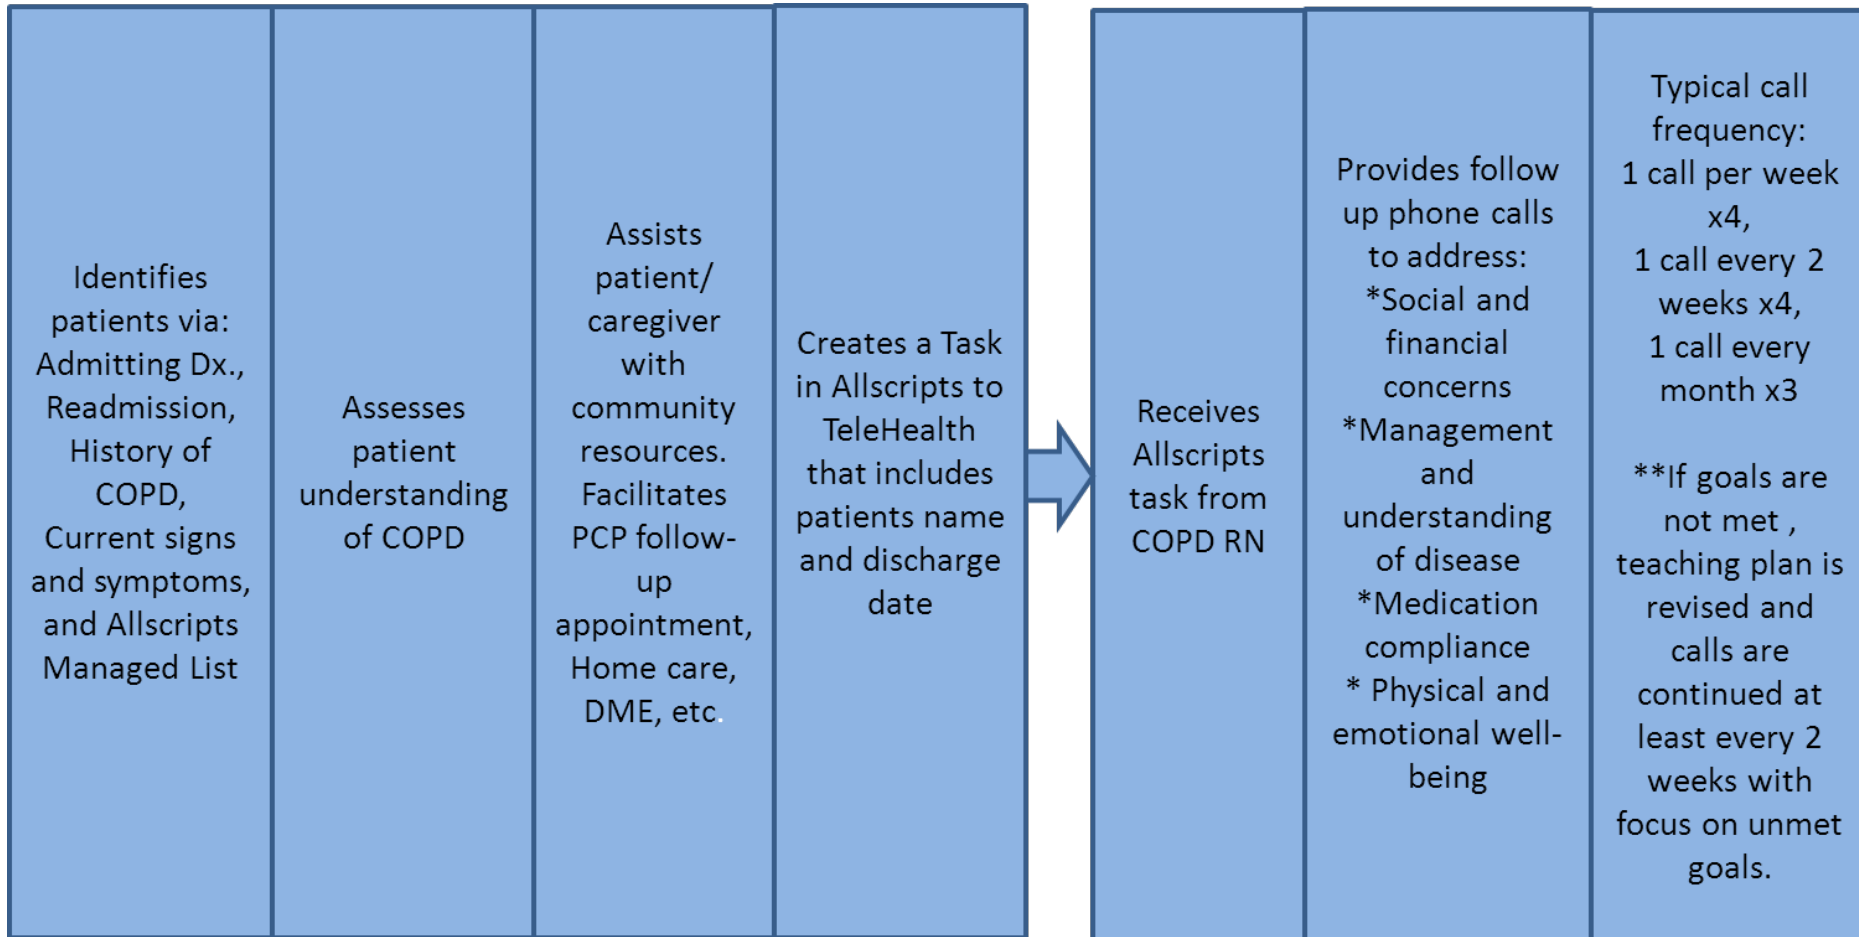 Identifies
patients via:
Admitting Dx.,
Readmission,
History of
COPD,
Current signs
and symptoms,
and Allscripts
Managed List
Assesses
patient
understanding
of COPD
Assists
patient/
caregiver
with
community
resources.
Facilitates
PCP follow-
up
appointment,
Home care,
DME, etc.
Creates a Task
in Allscripts to
TeleHealth
that includes
patients name
and discharge
date
Receives
Allscripts
task from
COPD RN
Provides follow
up phone calls
to address:
*Social and
financial
concerns
*Management
and
understanding
of disease
*Medication
compliance
* Physical and
emotional well-
being
Typical call
frequency:
1 call per week
x4,
1 call every 2
weeks x4,
1 call every
month x3
**If goals are
not met ,
teaching plan is
revised and
calls are
continued at
least every 2
weeks with
focus on unmet
goals.